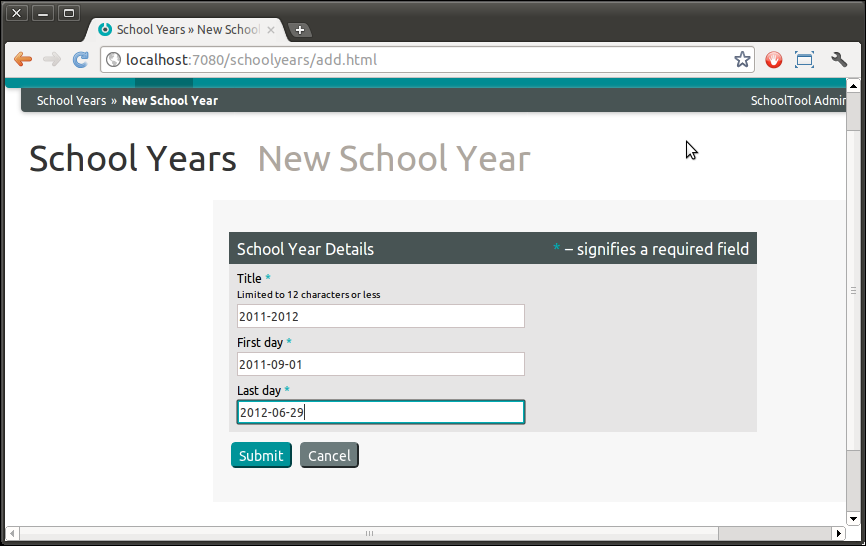 School Years » New School
localhost:7080/schoolyears/add.html
School Years » New School Year
SchoolTool Admin
School Years New School Year
School Year Details
* – signifies a required field
Title *
Limited to 12 characters or less
2011-2012
First day *
2011-09-01
Last day *
2012-06-29
Submit
Cancel